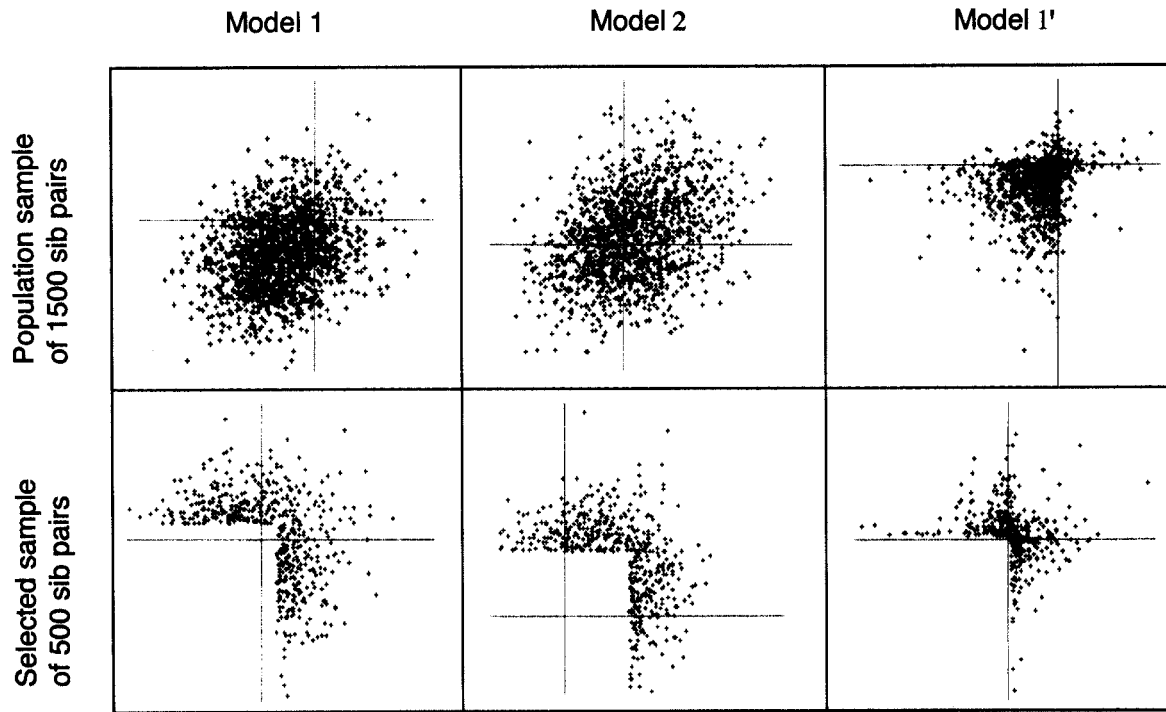 Model 1
Model 2
Model 1'
Population sample
of 1500 sib pairs
Selected sample
of 500 sib pairs